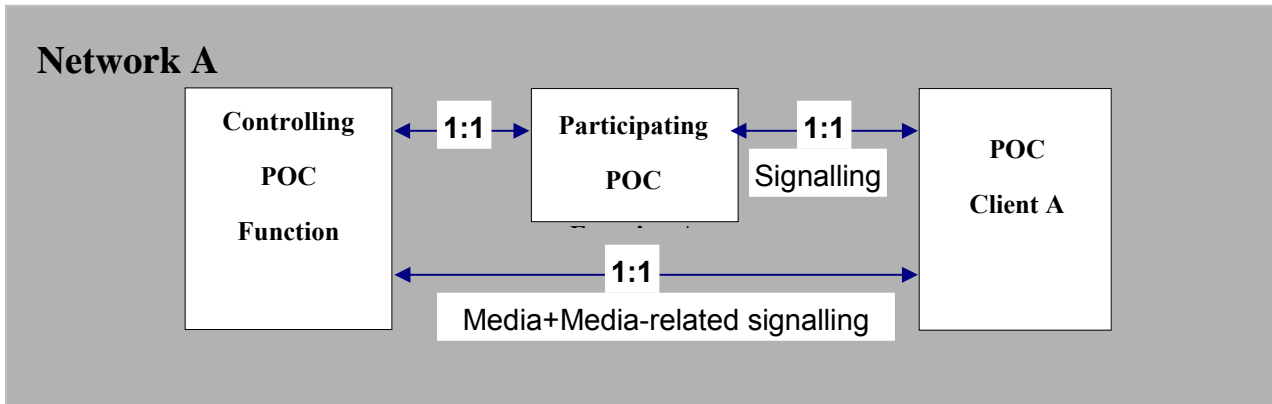 Network A
Controlling
POC
Function
1:1
Participating
POC
1:1
Signalling
POC
Client A
1:1
Media+Media-related signalling